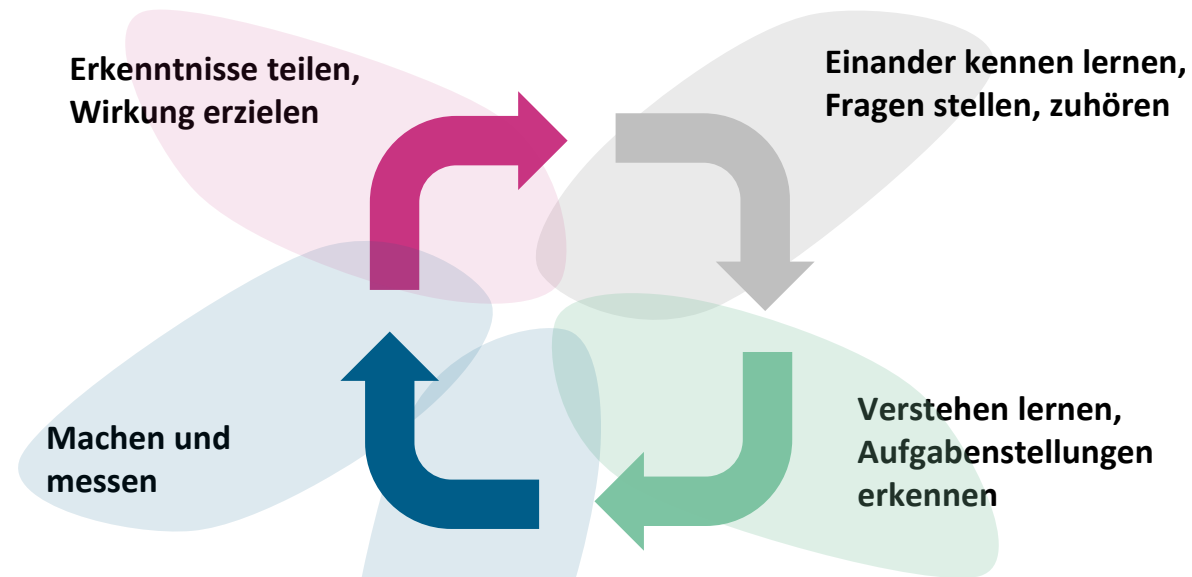 Erkenntnisse teilen,
Wirkung erzielen
Einander kennen lernen,
Fragen stellen, zuhören
Verstehen lernen,
Aufgabenstellungen
erkennen
Machen und
messen